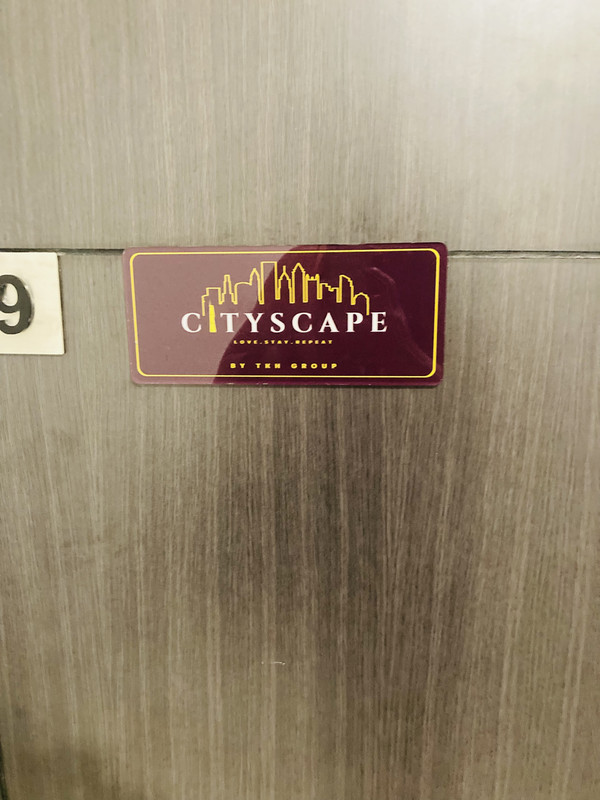 9
CITYSCAPE
LOVE.STAY.REPEAT
BY TKH GROUP